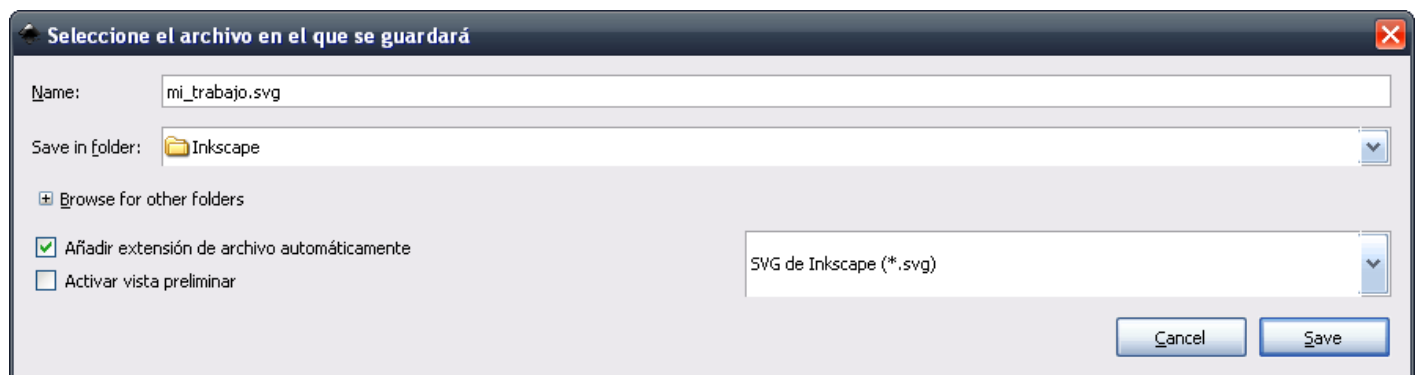 Seleccione el archivo en el que se guardará
Name: mi_trabajo.svg
Save in folder: Inkscape
Browse for other folders
Añadir extensión de archivo automáticamente
SVG de Inkscape (*.svg)
Activar vista preliminar
Cancel Save